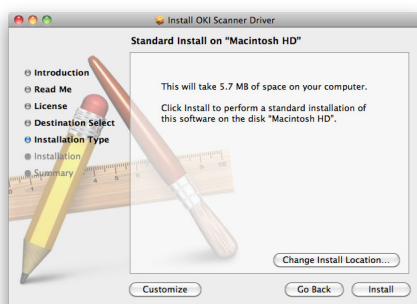 Install OKI Scanner Driver
Standard Install on “Macintosh HD”
Introduction
Read Me
License
Destination Select
Installation Type
Installation
Summary
This will take 5.7 MB of space on your computer.
Click Install to perform a standard installation of
this software on the disk "Macintosh HD".
Change Install Location...
Customize
Go Back
Install